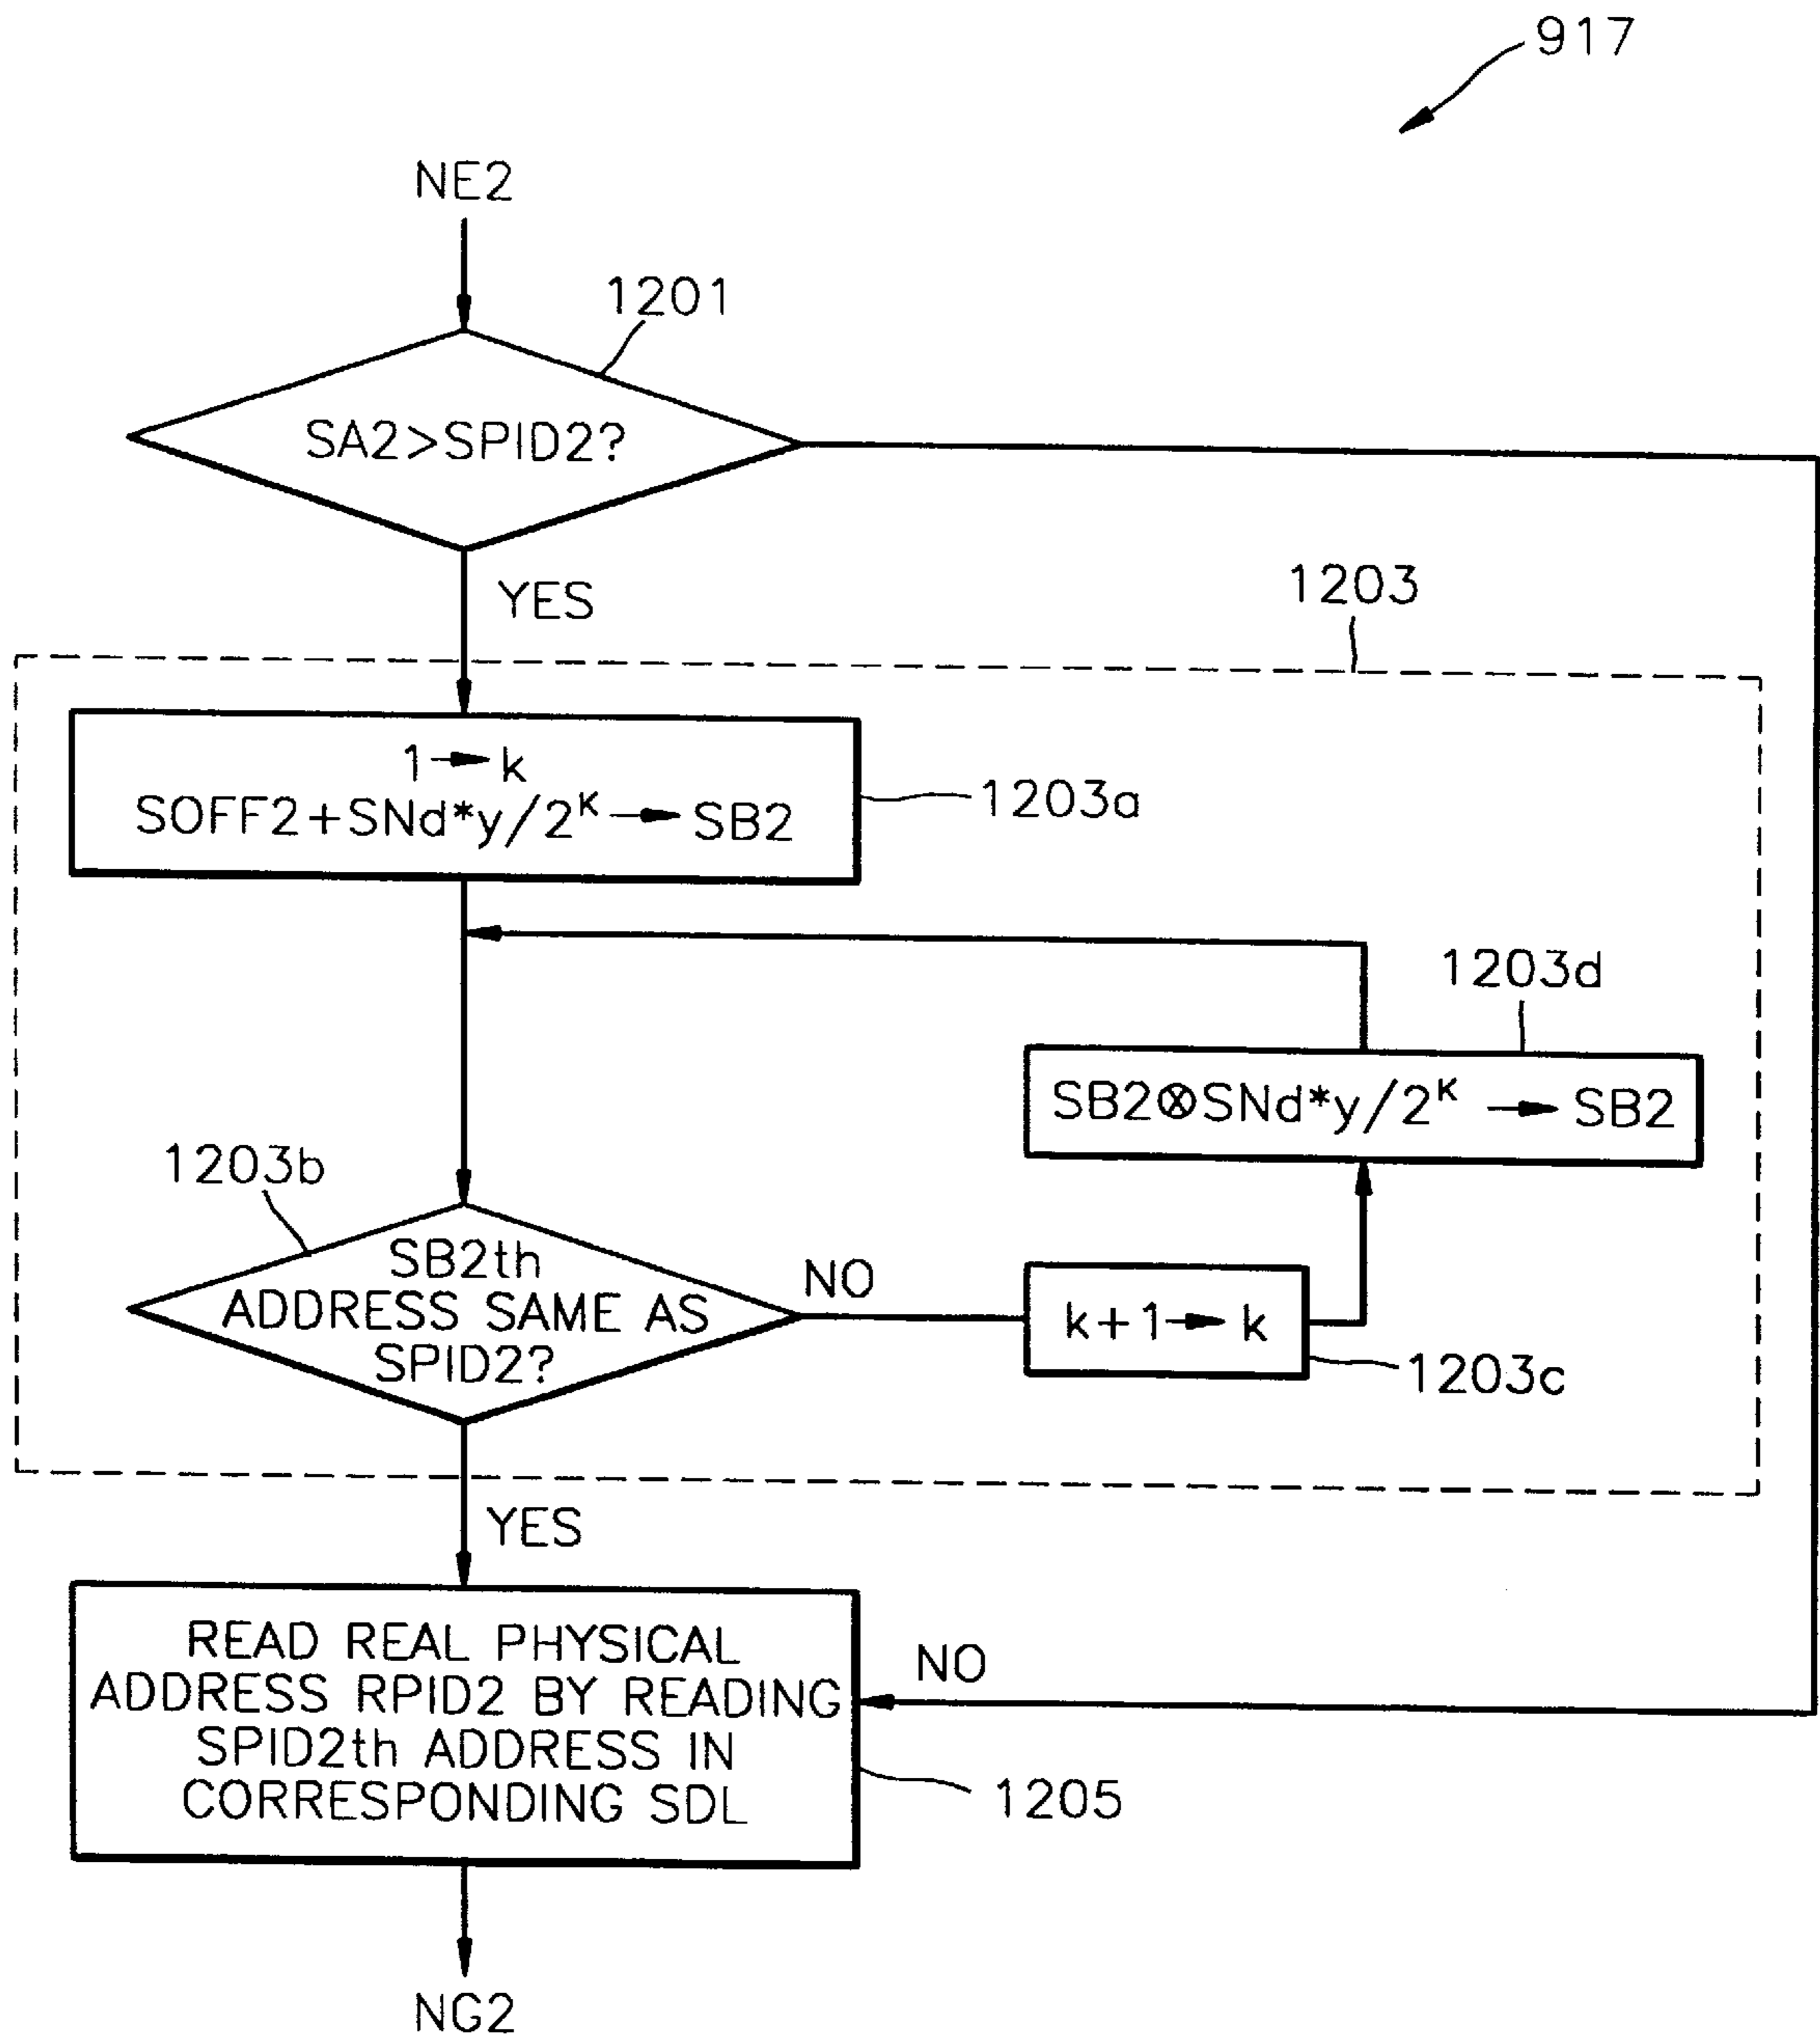 917
NE2
1201
SA2>SPID2?
YES
1203
1→k
SOFF2+SNd*y/2^K→SB2
1203a
1203d
SB2⊗SNd*y/2^K→SB2
1203b
SB2th
ADDRESS SAME AS
SPID2?
NO
k+1→k
1203c
YES
READ REAL PHYSICAL
ADDRESS RPID2 BY READING
SPID2th ADDRESS IN
CORRESPONDING SDL
NO
1205
NG2